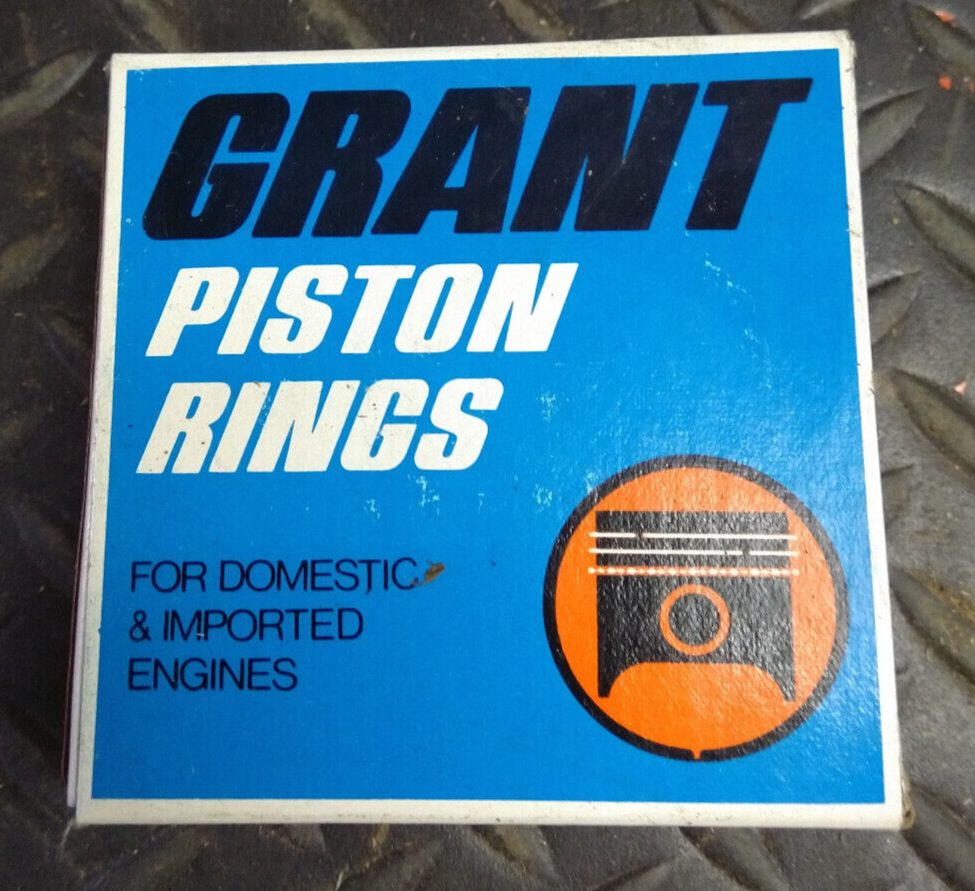 GRANT
PISTON
RINGS
FOR DOMESTIC
& IMPORTED
ENGINES